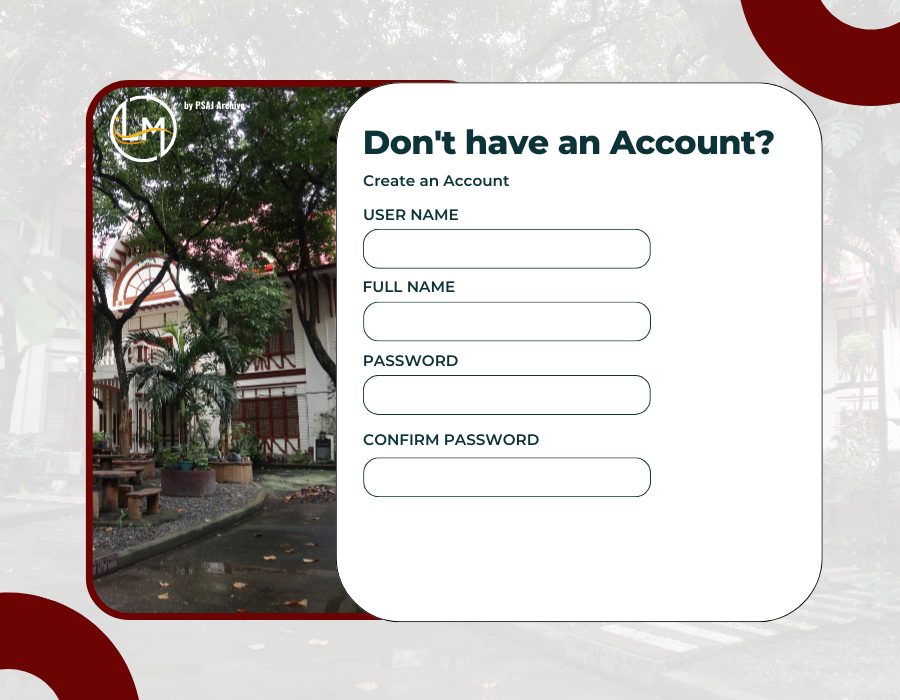 LM
by PSAJ Archive
Don't have an Account?
Create an Account
USER NAME
FULL NAME
PASSWORD
CONFIRM PASSWORD